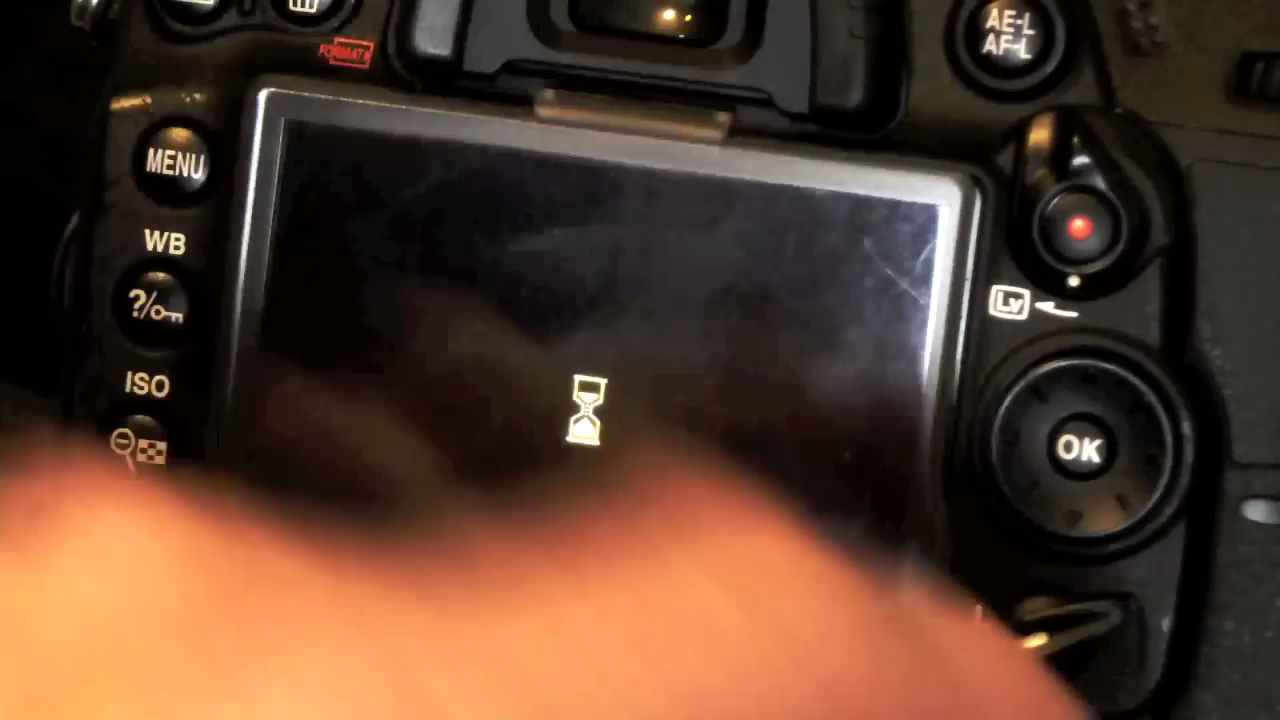 FORMAT
AE-L
AF-L
MENU
WB
?/
Lv
ISO
OK